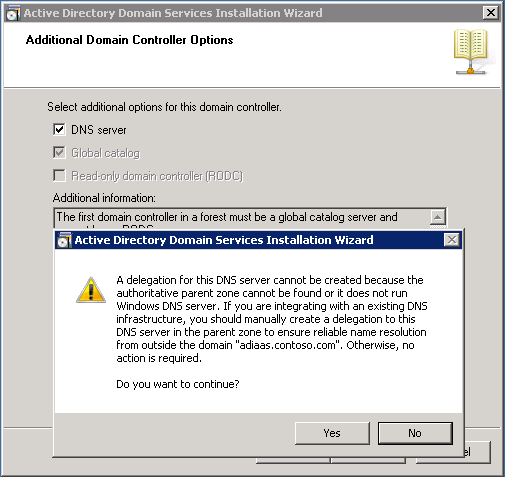 Active Directory Domain Services Installation Wizard
Additional Domain Controller Options
Select additional options for this domain controller.
DNS server
Global catalog
Read-only domain controller (RODC)
Additional information:
The first domain controller in a forest must be a global catalog server and
Active Directory Domain Services Installation Wizard
A delegation for this DNS server cannot be created because the
authoritative parent zone cannot be found or it does not run
Windows DNS server. If you are integrating with an existing DNS
infrastructure, you should manually create a delegation to this
DNS server in the parent zone to ensure reliable name resolution
from outside the domain "adiaas.contoso.com". Otherwise, no
action is required.
Do you want to continue?
Yes
No